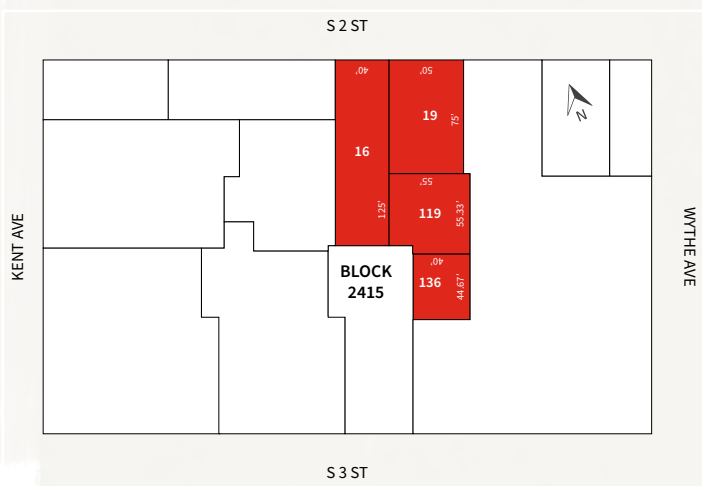 S 2 ST
40'
50'
19
75'
16
55'
125'
119
55.33'
40'
136
44.67'
BLOCK
2415
N
KENT AVE
WYTHE AVE
S 3 ST